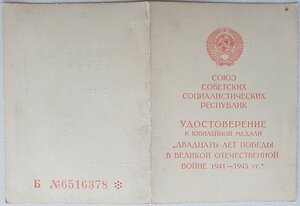 СОЮЗ
СОВЕТСКИХ
СОЦИАЛИСТИЧЕСКИХ
РЕСПУБЛИК
УДОСТОВЕРЕНИЕ
К ЮБИЛЕЙНОЙ МЕДАЛИ
„ДВАДЦАТЬ ЛЕТ ПОБЕДЫ
В ВЕЛИКОЙ ОТЕЧЕСТВЕННОЙ
ВОЙНЕ 1941—1945 гг.“
Б №6516378 ✻